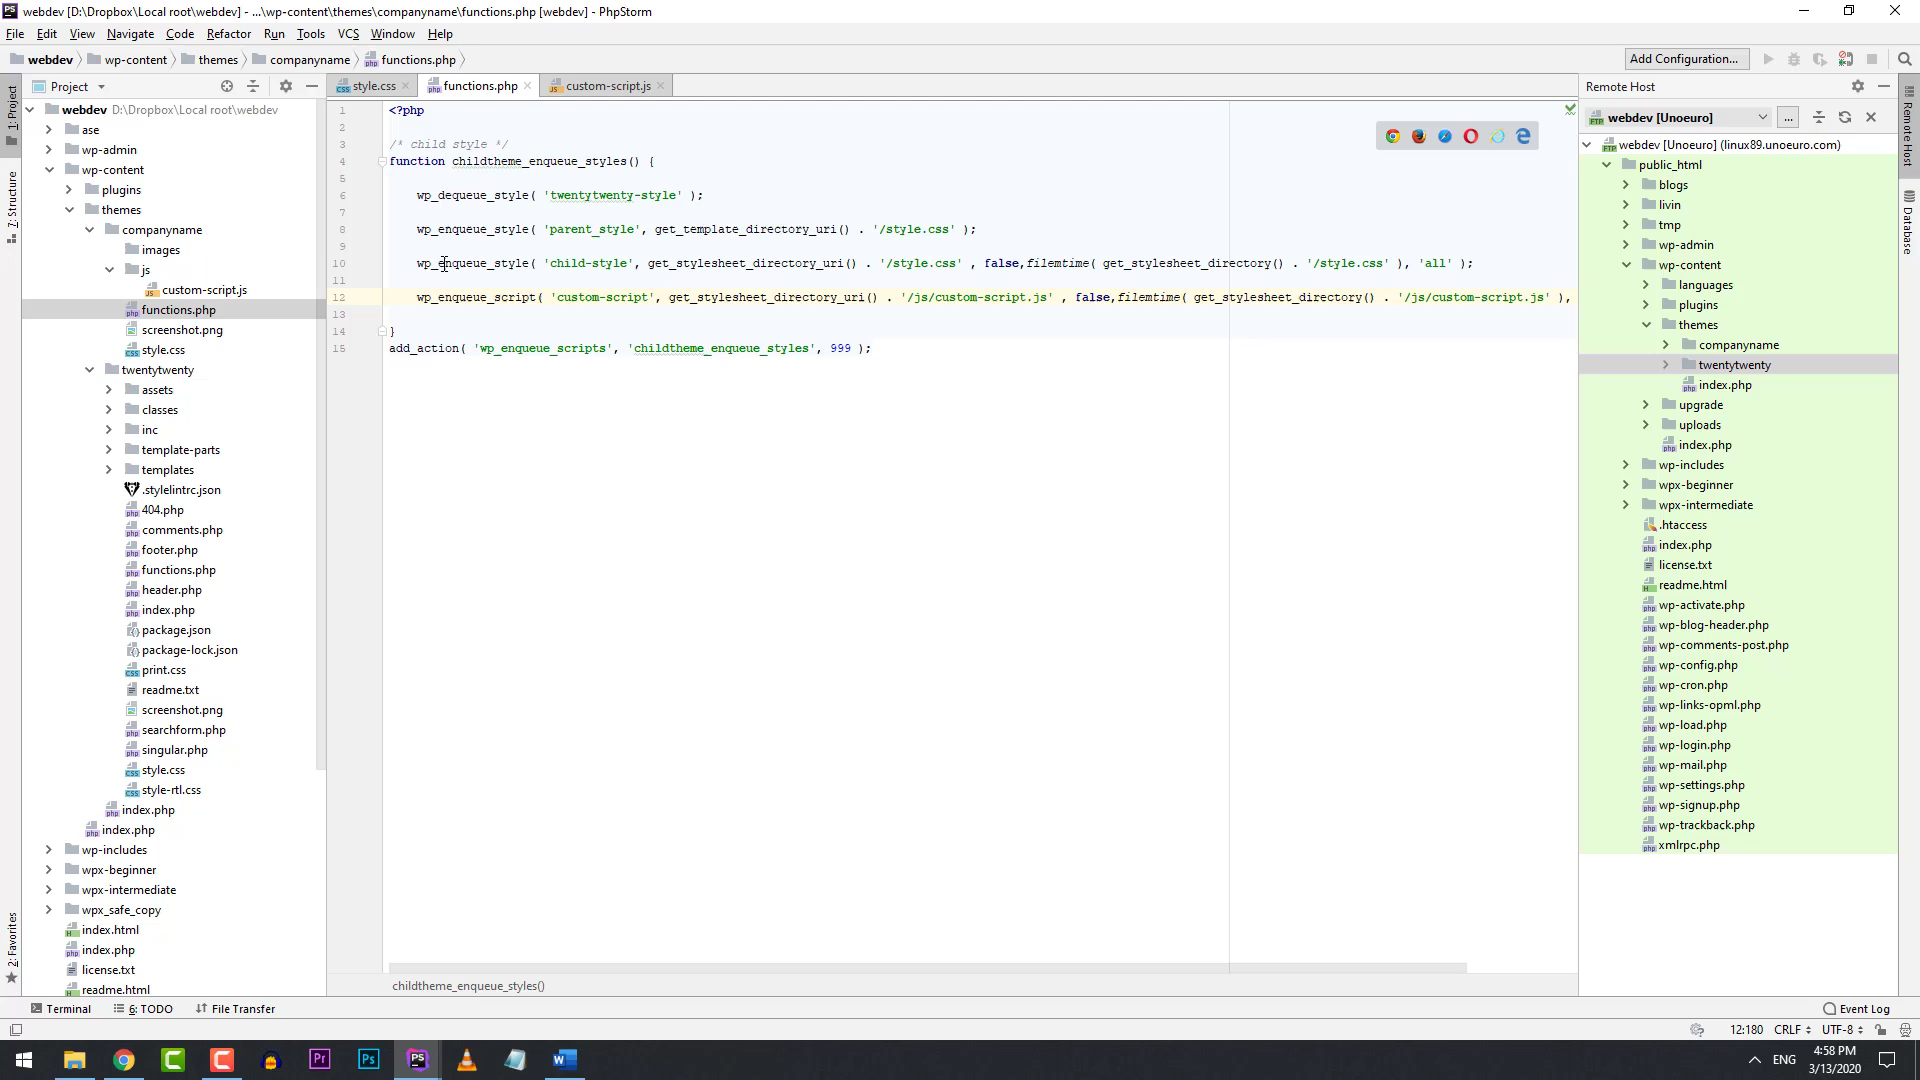 webdev [D:\Dropbox\Local root\webdev] - ...\wp-content\themes\companyname\functions.php [webdev] - PhpStorm
File Edit View Navigate Code Refactor Run Tools VCS Window Help
webdev wp-content themes companyname functions.php Add Configuration...
Project
style.css functions.php custom-script.js
Remote Host
1: Project
7: Structure
2: Favorites
webdev D:\Dropbox\Local root\webdev
ase
wp-admin
wp-content
plugins
themes
companyname
images
js
custom-script.js
functions.php
screenshot.png
style.css
twentytwenty
assets
classes
inc
template-parts
templates
.stylelintrc.json
404.php
comments.php
footer.php
functions.php
header.php
index.php
package.json
package-lock.json
print.css
readme.txt
screenshot.png
searchform.php
singular.php
style.css
style-rtl.css
index.php
index.php
wp-includes
wpx-beginner
wpx-intermediate
wpx_safe_copy
index.html
index.php
license.txt
readme.html
1 <?php
2
3 /* child style */
4 function childtheme_enqueue_styles() {
5
6 wp_dequeue_style( 'twentytwenty-style' );
7
8 wp_enqueue_style( 'parent_style', get_template_directory_uri() . '/style.css' );
9
10 wp_enqueue_style( 'child-style', get_stylesheet_directory_uri() . '/style.css' , false,filemtime( get_stylesheet_directory() . '/style.css' ), 'all' );
11
12 wp_enqueue_script( 'custom-script', get_stylesheet_directory_uri() . '/js/custom-script.js' , false,filemtime( get_stylesheet_directory() . '/js/custom-script.js' ),
13
14 }
15 add_action( 'wp_enqueue_scripts', 'childtheme_enqueue_styles', 999 );
childtheme_enqueue_styles()
webdev [Unoeuro] ...
webdev [Unoeuro] (linux89.unoeuro.com)
public_html
blogs
livin
tmp
wp-admin
wp-content
languages
plugins
themes
companyname
twentytwenty
index.php
upgrade
uploads
index.php
wp-includes
wpx-beginner
wpx-intermediate
.htaccess
index.php
license.txt
readme.html
wp-activate.php
wp-blog-header.php
wp-comments-post.php
wp-config.php
wp-cron.php
wp-links-opml.php
wp-load.php
wp-login.php
wp-mail.php
wp-settings.php
wp-signup.php
wp-trackback.php
xmlrpc.php
Remote Host
Database
Terminal 6: TODO File Transfer Event Log
12:180 CRLF UTF-8
ENG 4:58 PM
3/13/2020